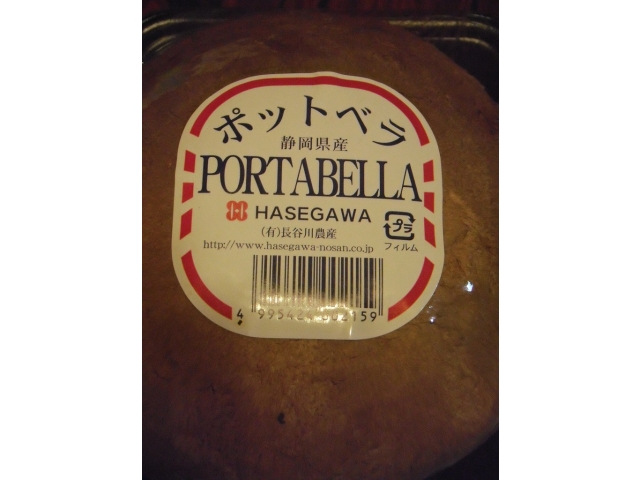 ポットベラ
静岡県産
PORTABELLA
HASEGAWA
プラ
フィルム
(有)長谷川農産
http://www.hasegawa-nosan.co.jp